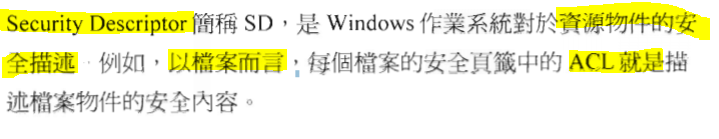 Security Descriptor 簡稱 SD，是 Windows 作業系統對於資源物件的安
全描述。例如，以檔案而言，每個檔案的安全頁籤中的 ACL 就是描
述檔案物件的安全內容。